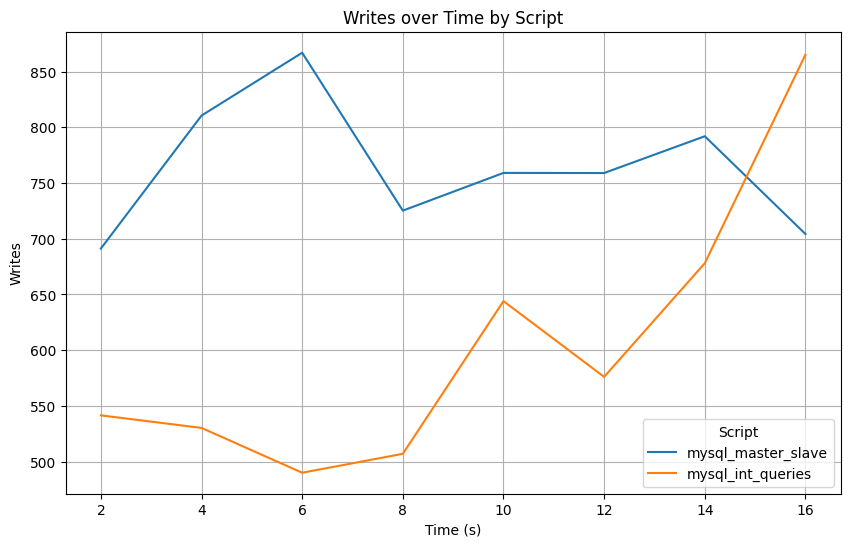 Writes over Time by Script
850
800
750
700
650
600
550
500
Writes
2 4 6 8 10 12 14 16
Time (s)
Script
mysql_master_slave
mysql_int_queries